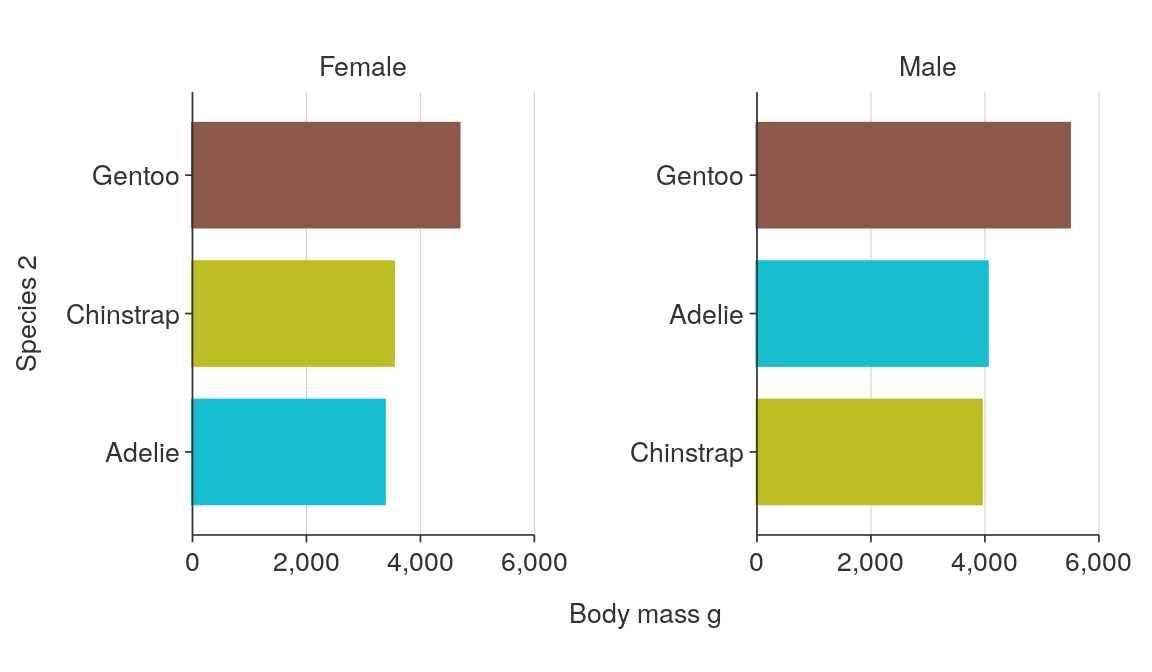 Female
Male
Species 2
Gentoo
Chinstrap
Adelie
0 2,000 4,000 6,000
Gentoo
Adelie
Chinstrap
0 2,000 4,000 6,000
Body mass g